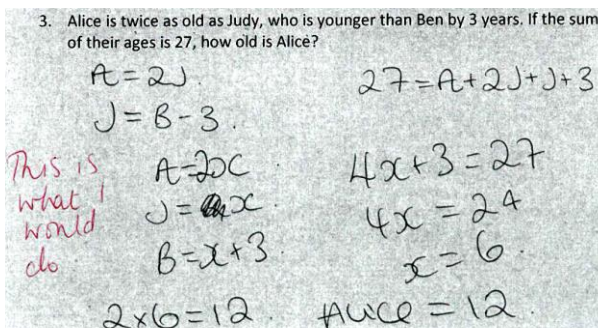 3. Alice is twice as old as Judy, who is younger than Ben by 3 years. If the sum
of their ages is 27, how old is Alice?
A = 2J.
J = B - 3.
27 = A + 2J + J + 3
This is
what I
would
do
A = 2x
J = x
B = x + 3
4x + 3 = 27
4x = 24
x = 6.
2 x 6 = 12.
Alice = 12